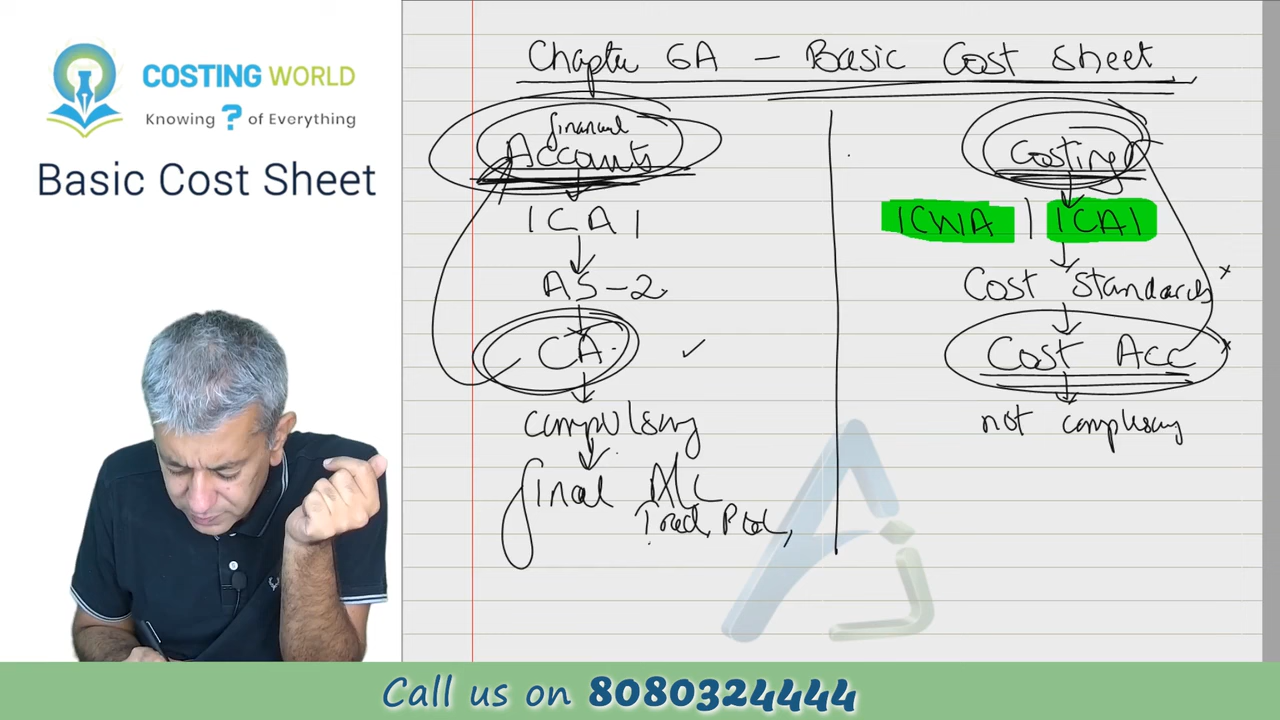 COSTING WORLD
Knowing ? of Everything
Basic Cost Sheet
Chapter 6A - Basic Cost Sheet
financial
Accounts
ICAI
AS-2
CA
compulsory
final A/c
Costing
ICWA | ICAI
Cost Standards
Cost Acc
not compulsory
Call us on 8080324444